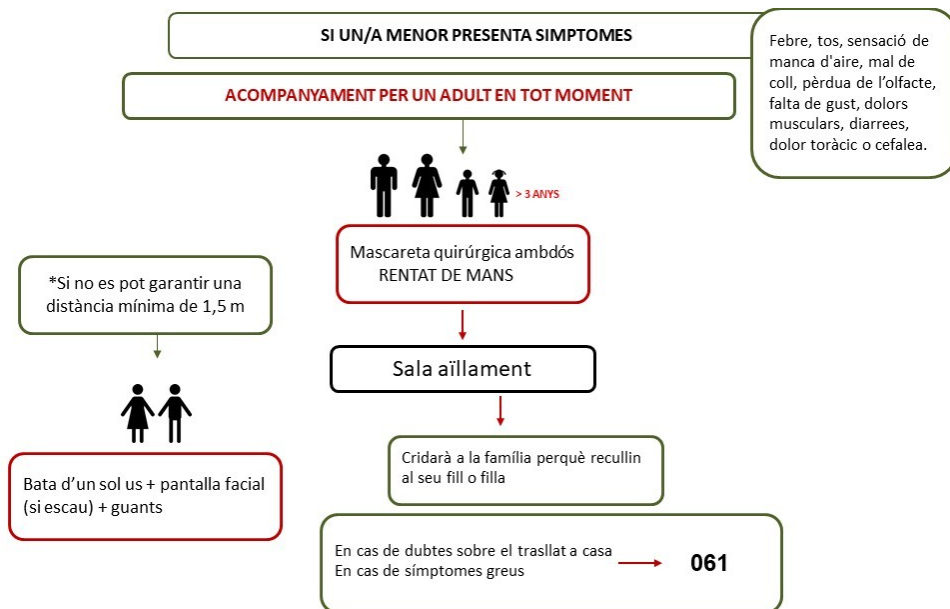 SI UN/A MENOR PRESENTA SIMPTOMES
Febre, tos, sensació de
manca d'aire, mal de
coll, pèrdua de l’olfacte,
falta de gust, dolors
musculars, diarrees,
dolor toràcic o cefalea.
ACOMPANYAMENT PER UN ADULT EN TOT MOMENT
> 3 ANYS
Mascareta quirúrgica ambdós
RENTAT DE MANS
*Si no es pot garantir una
distància mínima de 1,5 m
Sala aïllament
Bata d’un sol us + pantalla facial
(si escau) + guants
Cridarà a la família perquè recullin
al seu fill o filla
En cas de dubtes sobre el trasllat a casa
En cas de símptomes greus
061